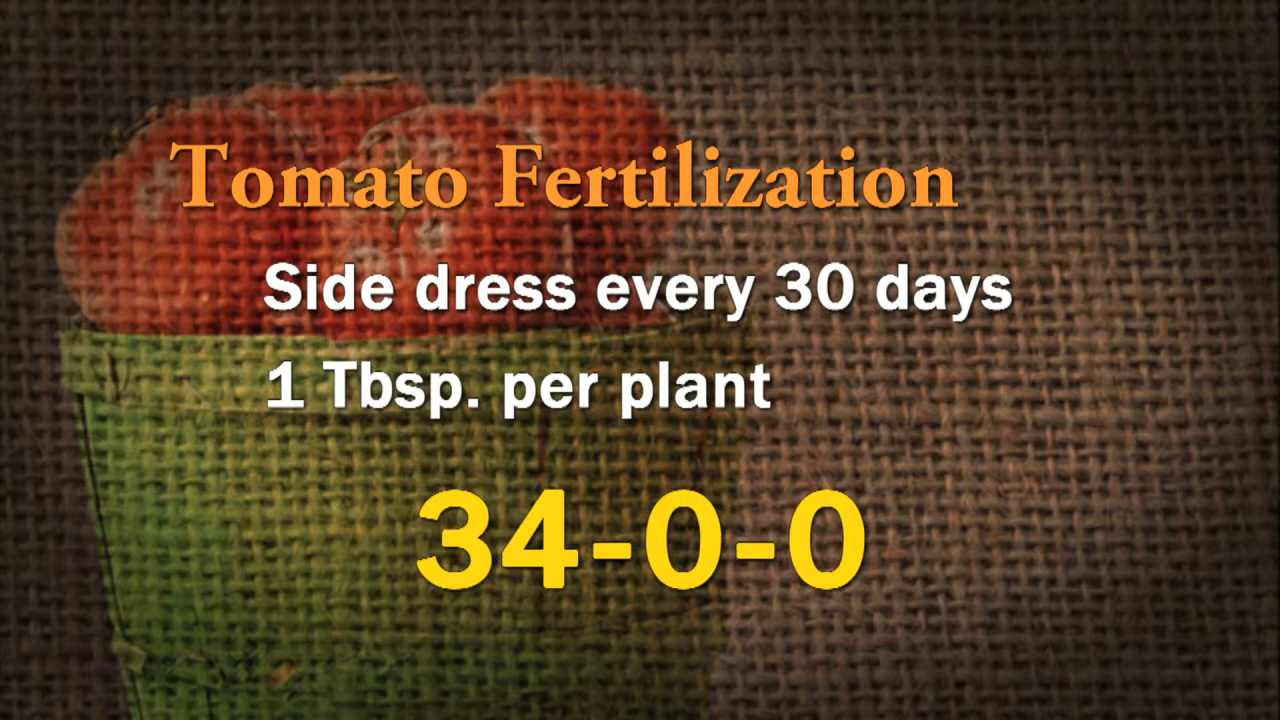 Tomato Fertilization
Side dress every 30 days
1 Tbsp. per plant
34-0-0